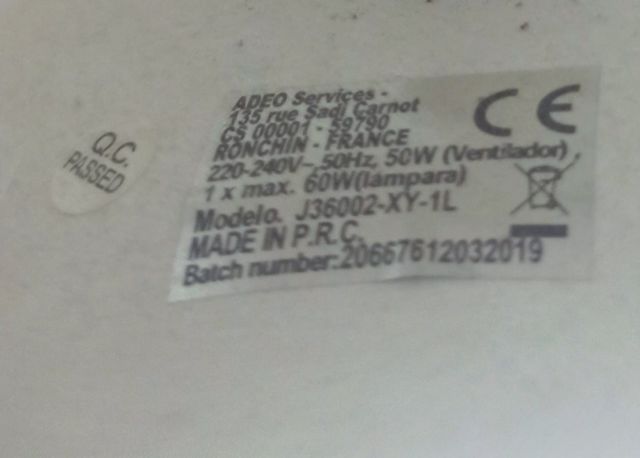 ADEO Services -
135 rue Sadi Carnot
CS 00001 - 59790
RONCHIN - FRANCE
220-240V~ 50Hz, 50W (Ventilador)
1 x max. 60W(lámpara)
Modelo. J36002-XY-1L
MADE IN P.R.C.
Batch number:20667612032019
CE
Q.C.
PASSED